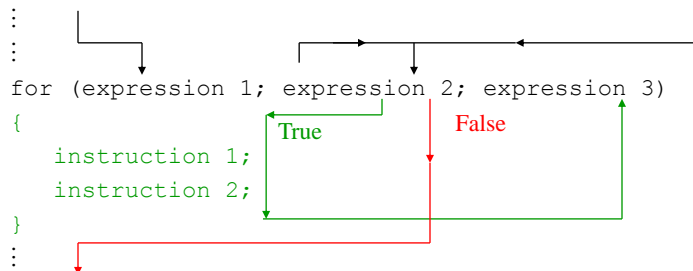 ⋮
⋮
for (expression 1; expression 2; expression 3)
{
True
False
instruction 1;
instruction 2;
}
⋮